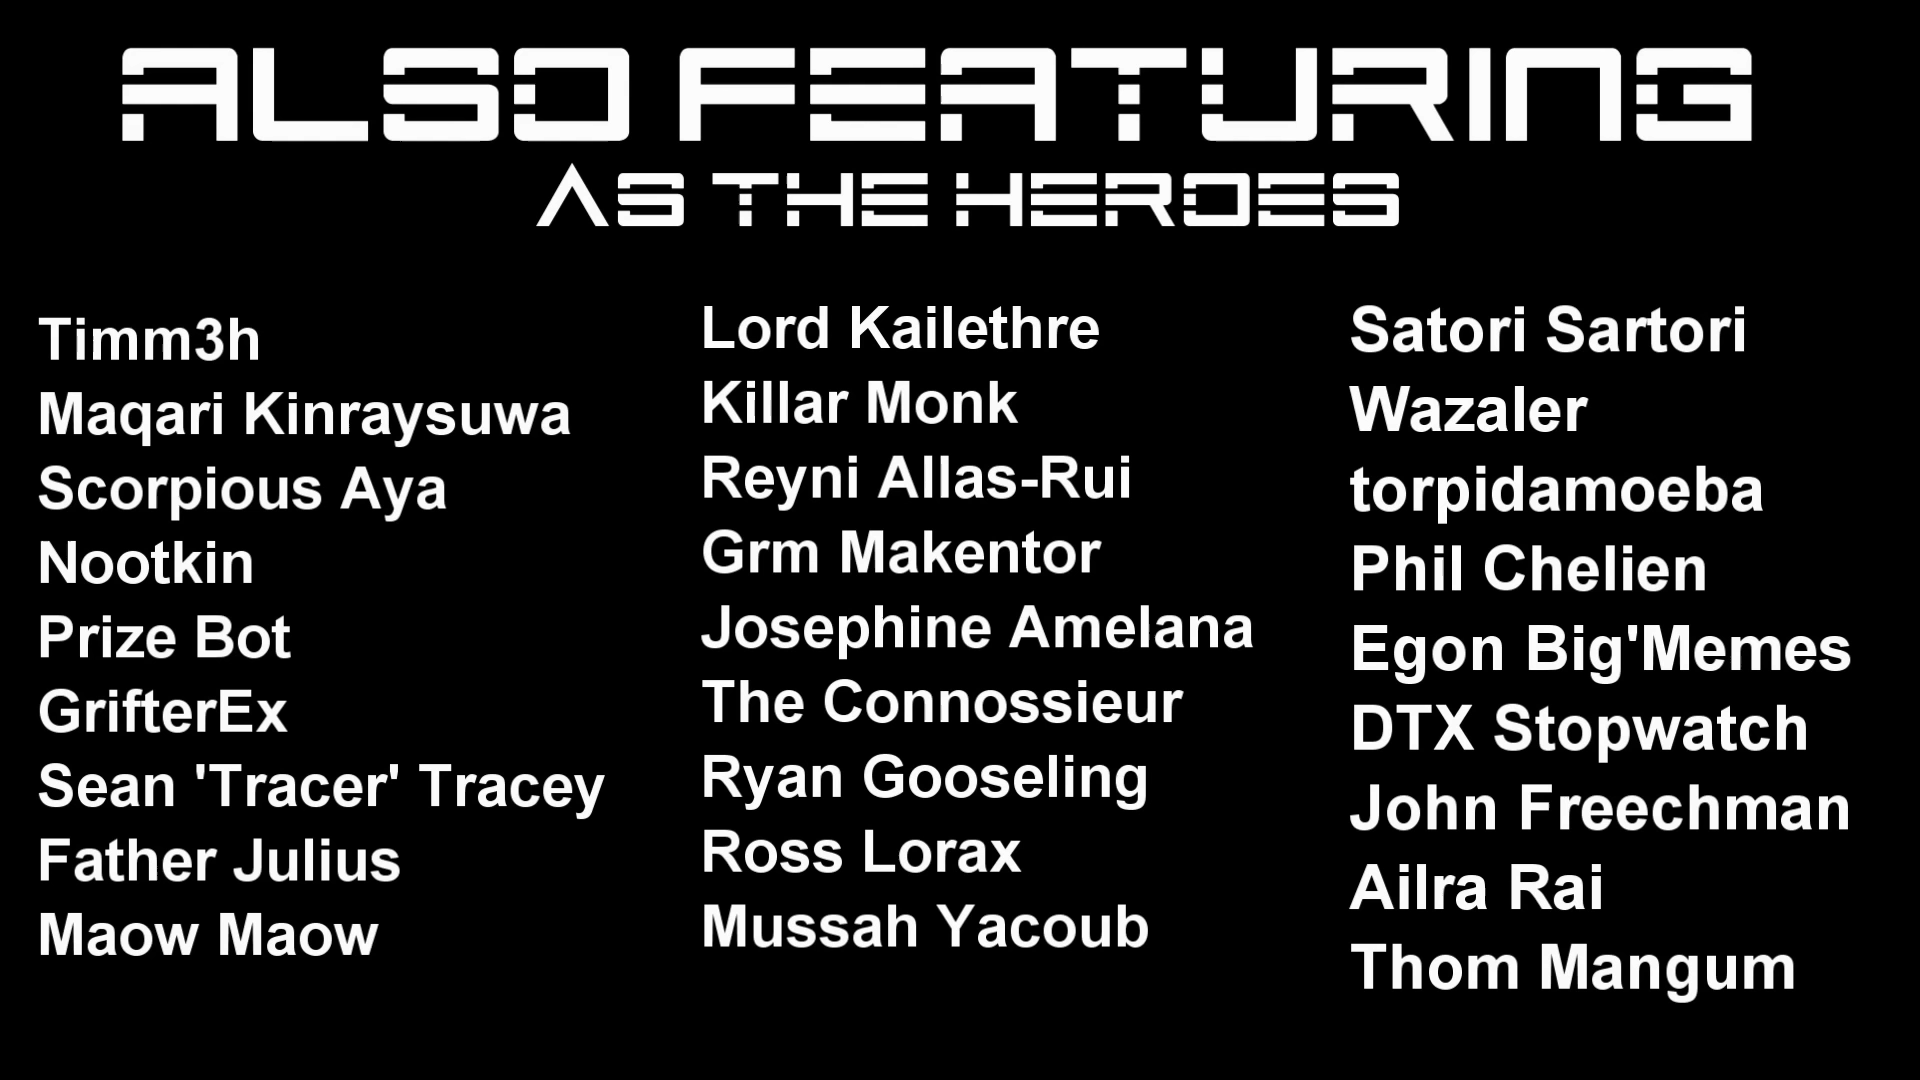 ALSO FEATURING
AS THE HEROES
Timm3h
Maqari Kinraysuwa
Scorpious Aya
Nootkin
Prize Bot
GrifterEx
Sean 'Tracer' Tracey
Father Julius
Maow Maow
Lord Kailethre
Killar Monk
Reyni Allas-Rui
Grm Makentor
Josephine Amelana
The Connossieur
Ryan Gooseling
Ross Lorax
Mussah Yacoub
Satori Sartori
Wazaler
torpidamoeba
Phil Chelien
Egon Big'Memes
DTX Stopwatch
John Freechman
Ailra Rai
Thom Mangum